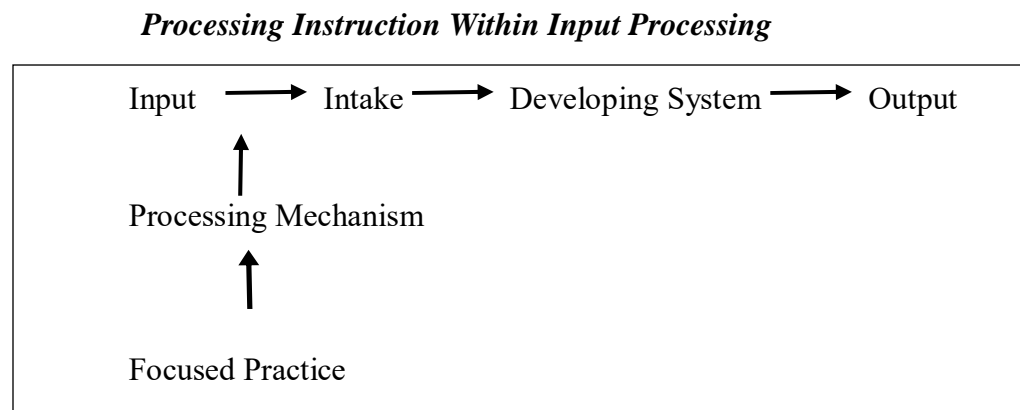 Processing Instruction Within Input Processing
Input Intake Developing System Output
Processing Mechanism
Focused Practice